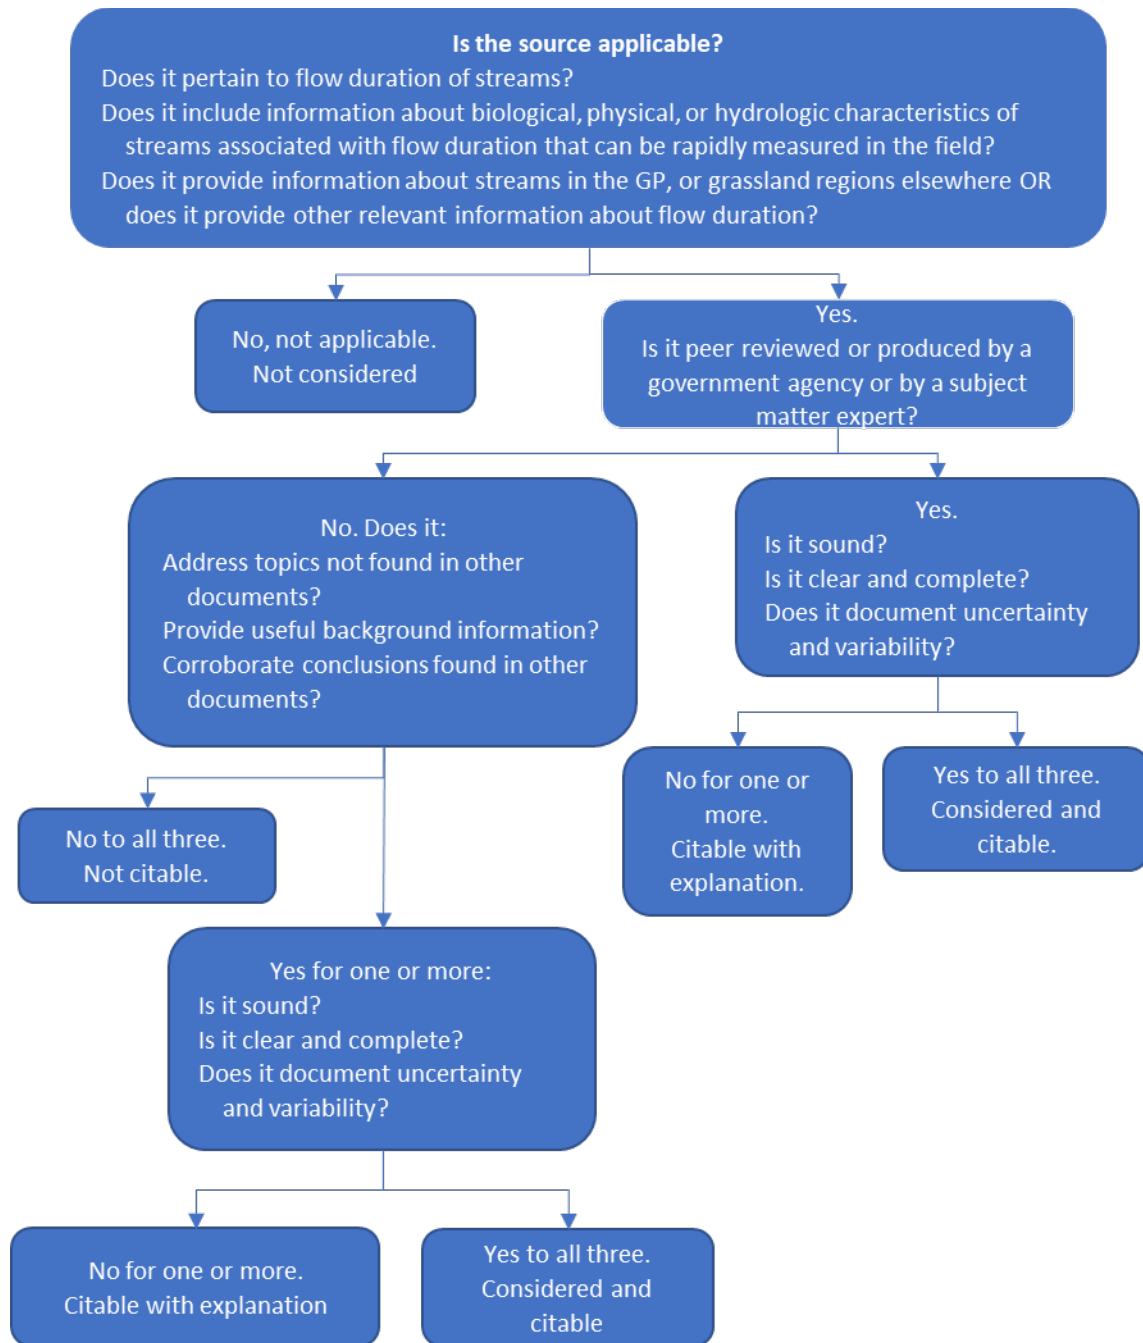 Is the source applicable?
Does it pertain to flow duration of streams?
Does it include information about biological, physical, or hydrologic characteristics of
streams associated with flow duration that can be rapidly measured in the field?
Does it provide information about streams in the GP, or grassland regions elsewhere OR
does it provide other relevant information about flow duration?
No, not applicable.
Not considered
Yes.
Is it peer reviewed or produced by a
government agency or by a subject
matter expert?
No. Does it:
Address topics not found in other
documents?
Provide useful background information?
Corroborate conclusions found in other
documents?
Yes.
Is it sound?
Is it clear and complete?
Does it document uncertainty
and variability?
No to all three.
Not citable.
No for one or
more.
Citable with
explanation.
Yes to all three.
Considered and
citable.
Yes for one or more:
Is it sound?
Is it clear and complete?
Does it document uncertainty
and variability?
No for one or more.
Citable with explanation
Yes to all three.
Considered and
citable